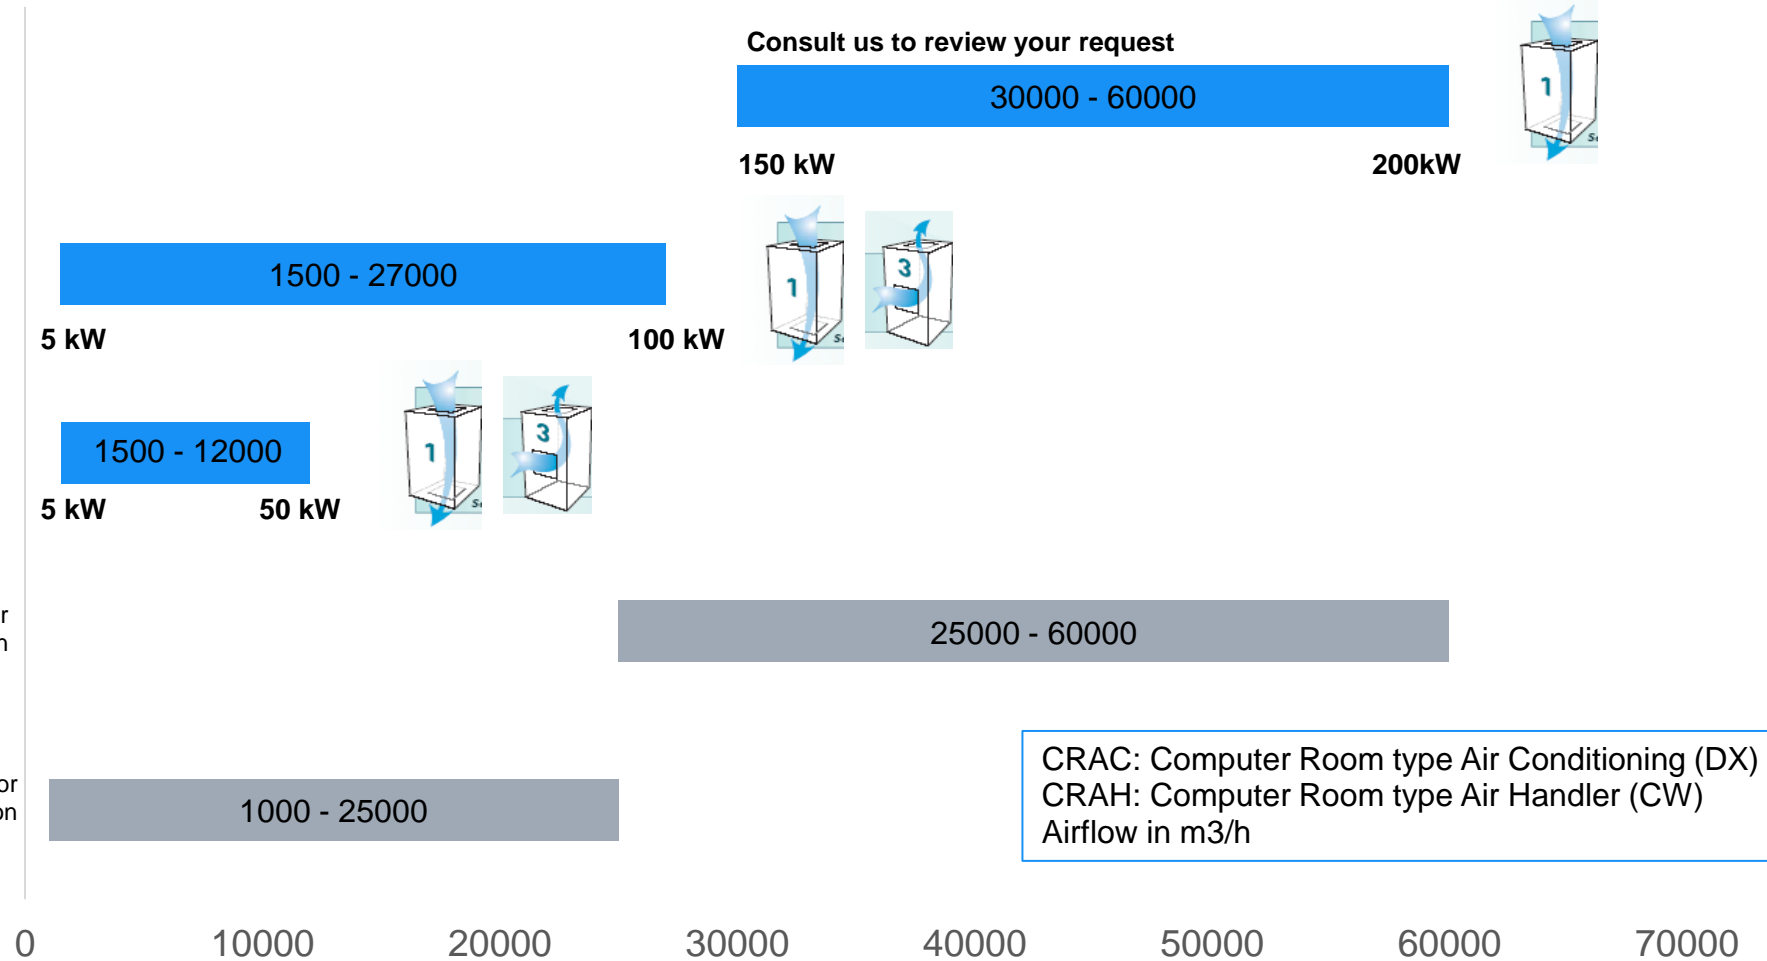 Consult us to review your request
30000 - 60000
1
150 kW
200kW
1500 - 27000
1
3
5 kW
100 kW
1500 - 12000
1
3
5 kW
50 kW
25000 - 60000
1000 - 25000
CRAC: Computer Room type Air Conditioning (DX)
CRAH: Computer Room type Air Handler (CW)
Airflow in m3/h
0 10000 20000 30000 40000 50000 60000 70000